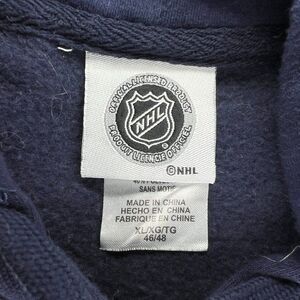 OFFICIAL LICENSED PRODUCT
NHL
PRODUIT LICENCIÉ OFFICIEL
©NHL
SANS MOTIF
MADE IN CHINA
HECHO EN CHINA
FABRIQUE EN CHINE
XL/XG/TG
46/48